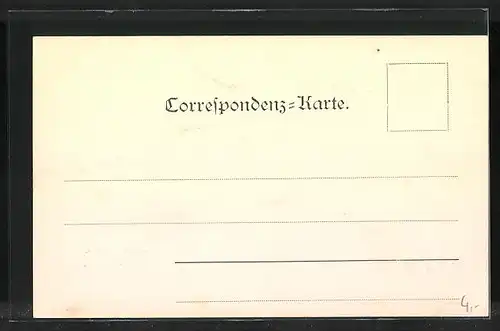 Correſpondenz=Karte.
4,-